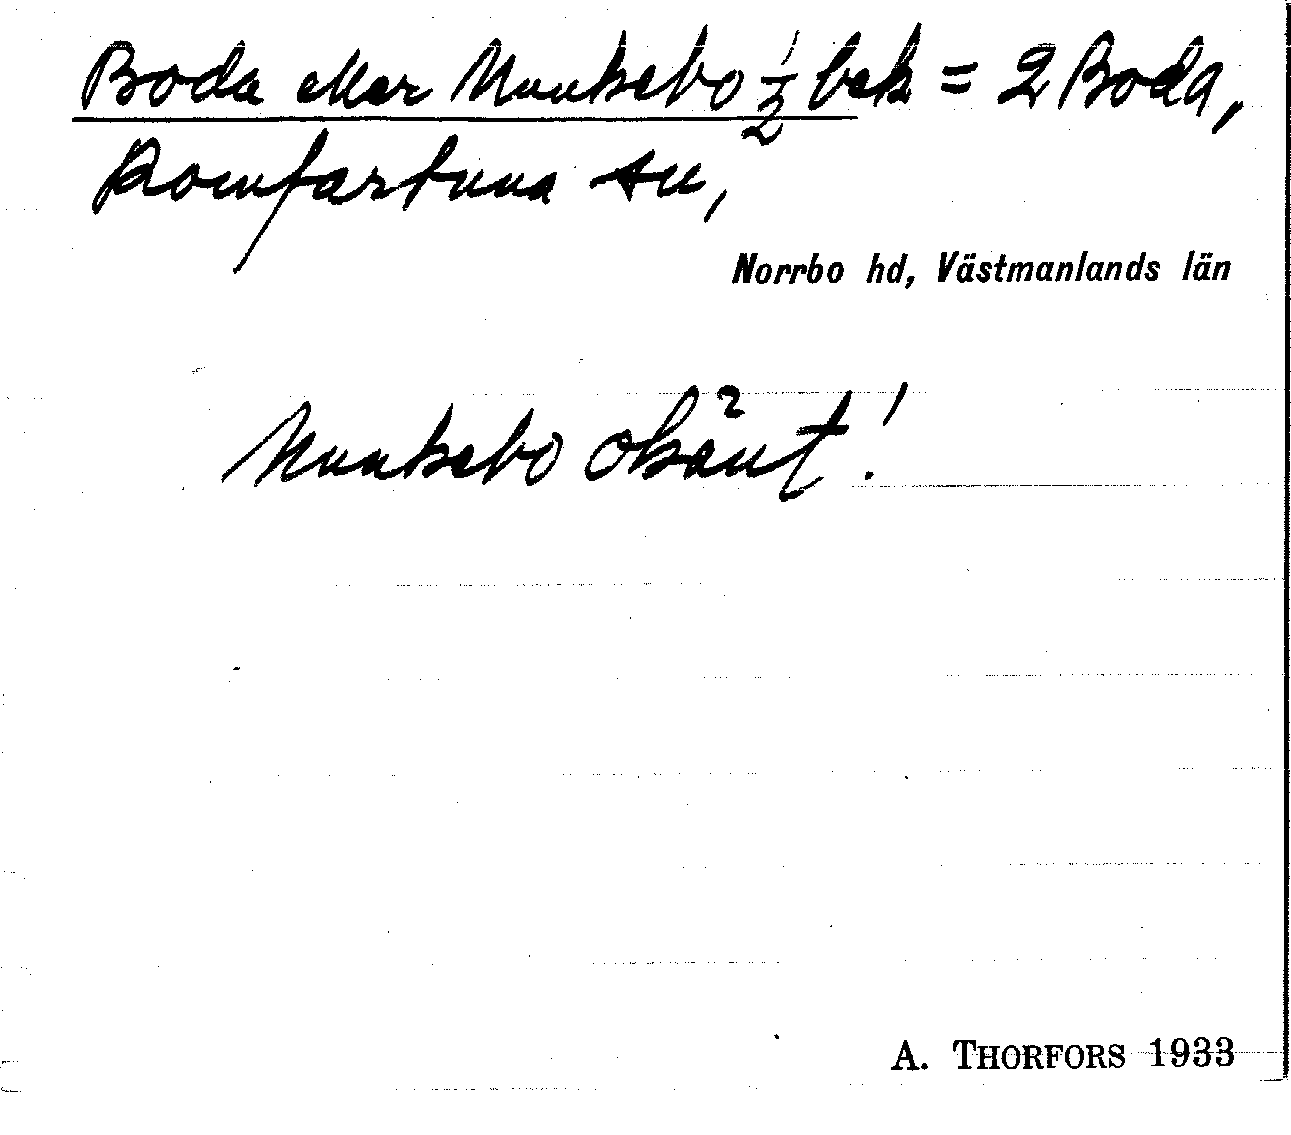 Boda eller Munkebo ½ bek = 2 Boda,
Romfartuna sn,
Norrbo hd, Västmanlands län
Munkebo okänt!
A. THORFORS 1933